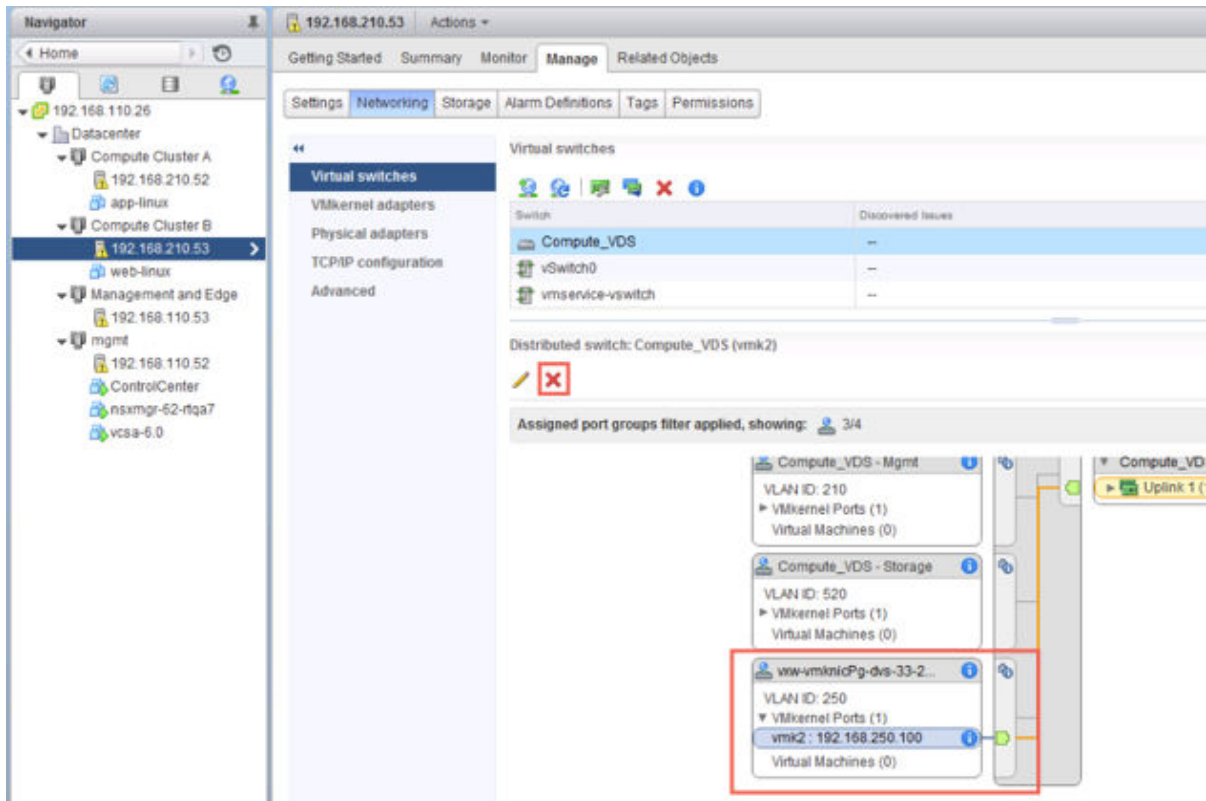 Navigator
Home
192.168.110.26
Datacenter
Compute Cluster A
192.168.210.52
app-linux
Compute Cluster B
192.168.210.53
web-linux
Management and Edge
192.168.110.53
mgmt
192.168.110.52
ControlCenter
nsxmgr-62-rtqa7
vcsa-6.0
192.168.210.53 Actions
Getting Started Summary Monitor Manage Related Objects
Settings Networking Storage Alarm Definitions Tags Permissions
Virtual switches
VMkernel adapters
Physical adapters
TCP/IP configuration
Advanced
Virtual switches
Switch Discovered Issues
Compute_VDS --
vSwitch0 --
vmservice-vswitch --
Distributed switch: Compute_VDS (vmk2)
Assigned port groups filter applied, showing: 3/4
Compute_VDS - Mgmt
VLAN ID: 210
VMkernel Ports (1)
Virtual Machines (0)
Compute_VDS - Storage
VLAN ID: 520
VMkernel Ports (1)
Virtual Machines (0)
vxw-vmknicPg-dvs-33-2...
VLAN ID: 250
VMkernel Ports (1)
vmk2 : 192.168.250.100
Virtual Machines (0)
Compute_VD
Uplink 1 (